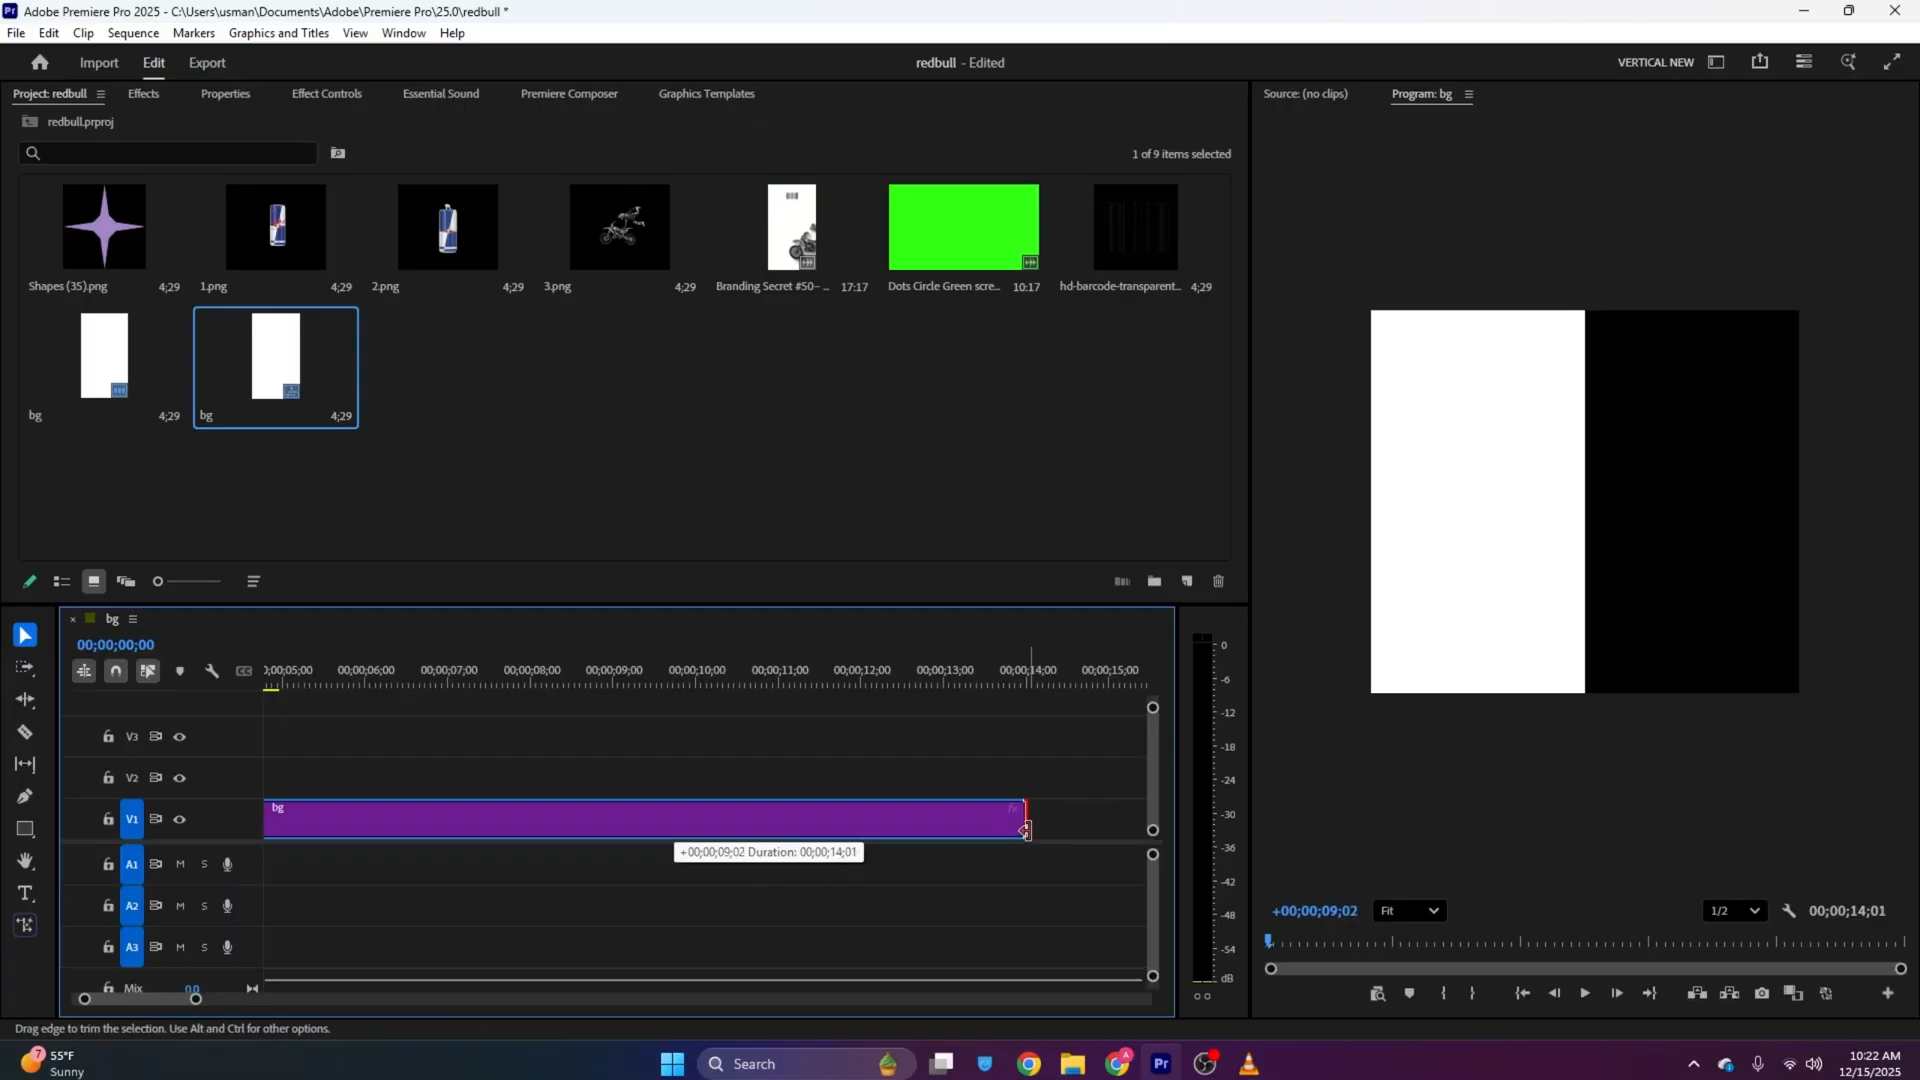 Adobe Premiere Pro 2025 - C:\Users\usman\Documents\Adobe\Premiere Pro\25.0\redbull *
File Edit Clip Sequence Markers Graphics and Titles View Window Help
Import Edit Export
redbull - Edited
VERTICAL NEW
Project: redbull Effects Properties Effect Controls Essential Sound Premiere Composer Graphics Templates
Source: (no clips) Program: bg
redbull.prproj
1 of 9 items selected
Shapes (35).png 4;29
1.png 4;29
2.png 4;29
3.png 4;29
Branding Secret #50-- ... 17:17
Dots Circle Green scre... 10:17
hd-barcode-transparent... 4;29
bg 4;29
bg 4;29
× bg
00;00;00;00
0;00;05;00 00;00;06;00 00;00;07;00 00;00;08;00 00;00;09;00 00;00;10;00 00;00;11;00 00;00;12;00 00;00;13;00 00;00;14;00 00;00;15;00
V3
V2
V1
bg fx
+00;00;09;02 Duration: 00;00;14;01
A1 M S
A2 M S
A3 M S
Mix 0.0
0
-6
-12
-18
-24
-30
-36
-42
-48
-54
dB
+00;00;09;02 Fit 1/2 00;00;14;01
Drag edge to trim the selection. Use Alt and Ctrl for other options.
7
55°F
Sunny
Search
A
Pr
10:22 AM
12/15/2025